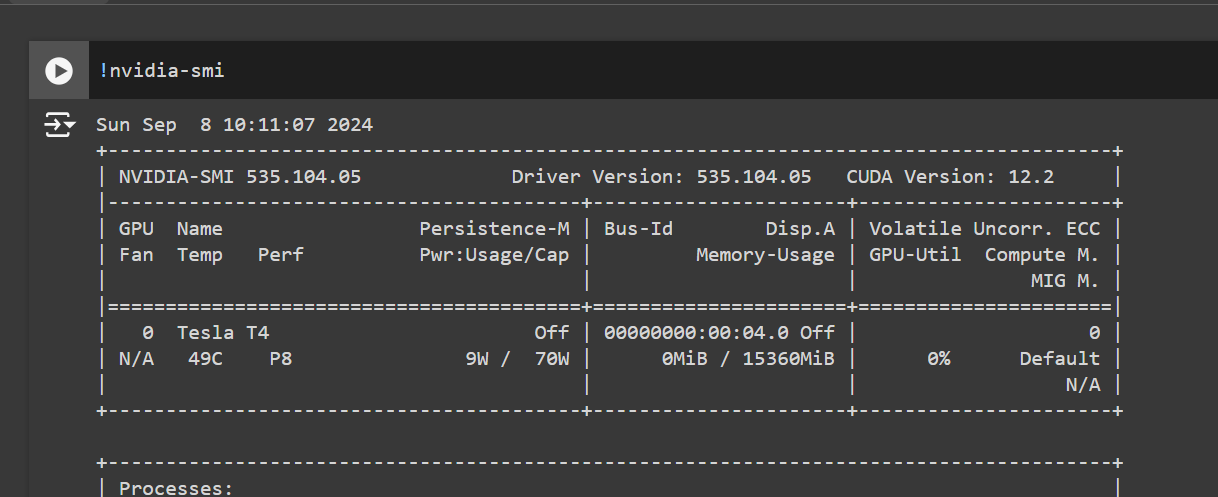 !nvidia-smi
Sun Sep  8 10:11:07 2024
+---------------------------------------------------------------------------------------+
| NVIDIA-SMI 535.104.05             Driver Version: 535.104.05   CUDA Version: 12.2     |
|-----------------------------------------+----------------------+----------------------+
| GPU  Name                 Persistence-M | Bus-Id        Disp.A | Volatile Uncorr. ECC |
| Fan  Temp   Perf          Pwr:Usage/Cap |         Memory-Usage | GPU-Util  Compute M. |
|                                         |                      |               MIG M. |
|=========================================+======================+======================|
|   0  Tesla T4                       Off | 00000000:00:04.0 Off |                    0 |
| N/A   49C    P8               9W /  70W |      0MiB / 15360MiB |      0%      Default |
|                                         |                      |                  N/A |
+-----------------------------------------+----------------------+----------------------+
+---------------------------------------------------------------------------------------+
| Processes:                                                                            |